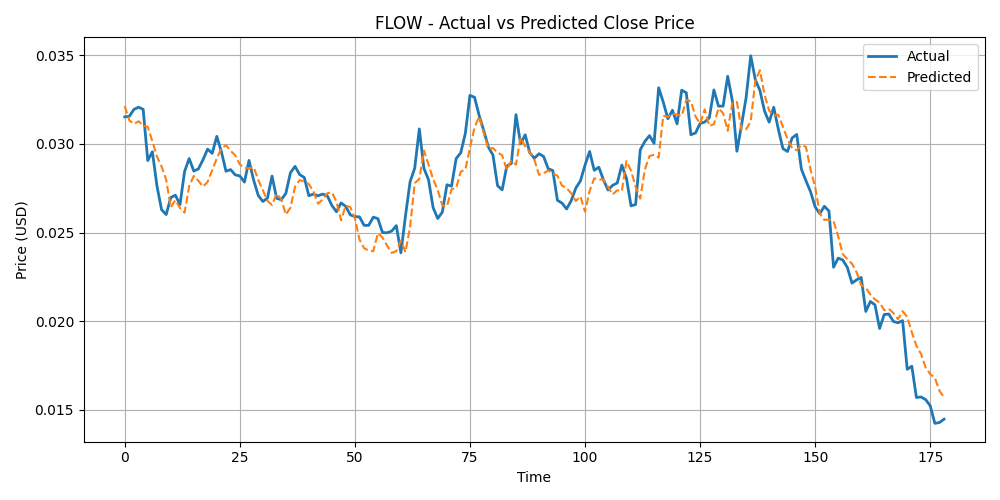 FLOW - Actual vs Predicted Close Price
Actual
Predicted
Price (USD)
0.035
0.030
0.025
0.020
0.015
0 25 50 75 100 125 150 175
Time